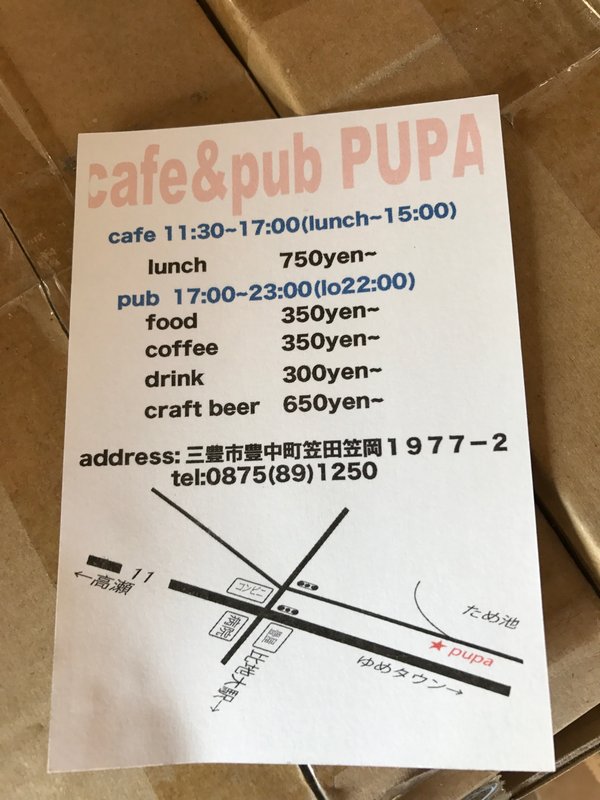 cafe&pub PUPA
cafe 11:30~17:00(lunch~15:00)
lunch 750yen~
pub 17:00~23:00(lo22:00)
food 350yen~
coffee 350yen~
drink 300yen~
craft beer 650yen~
address: 三豊市豊中町笠田笠岡1977－2
tel:0875(89)1250
11
←高瀬
コンビニ
病院
ため池
★pupa
ゆめタウン→
比地大駅→